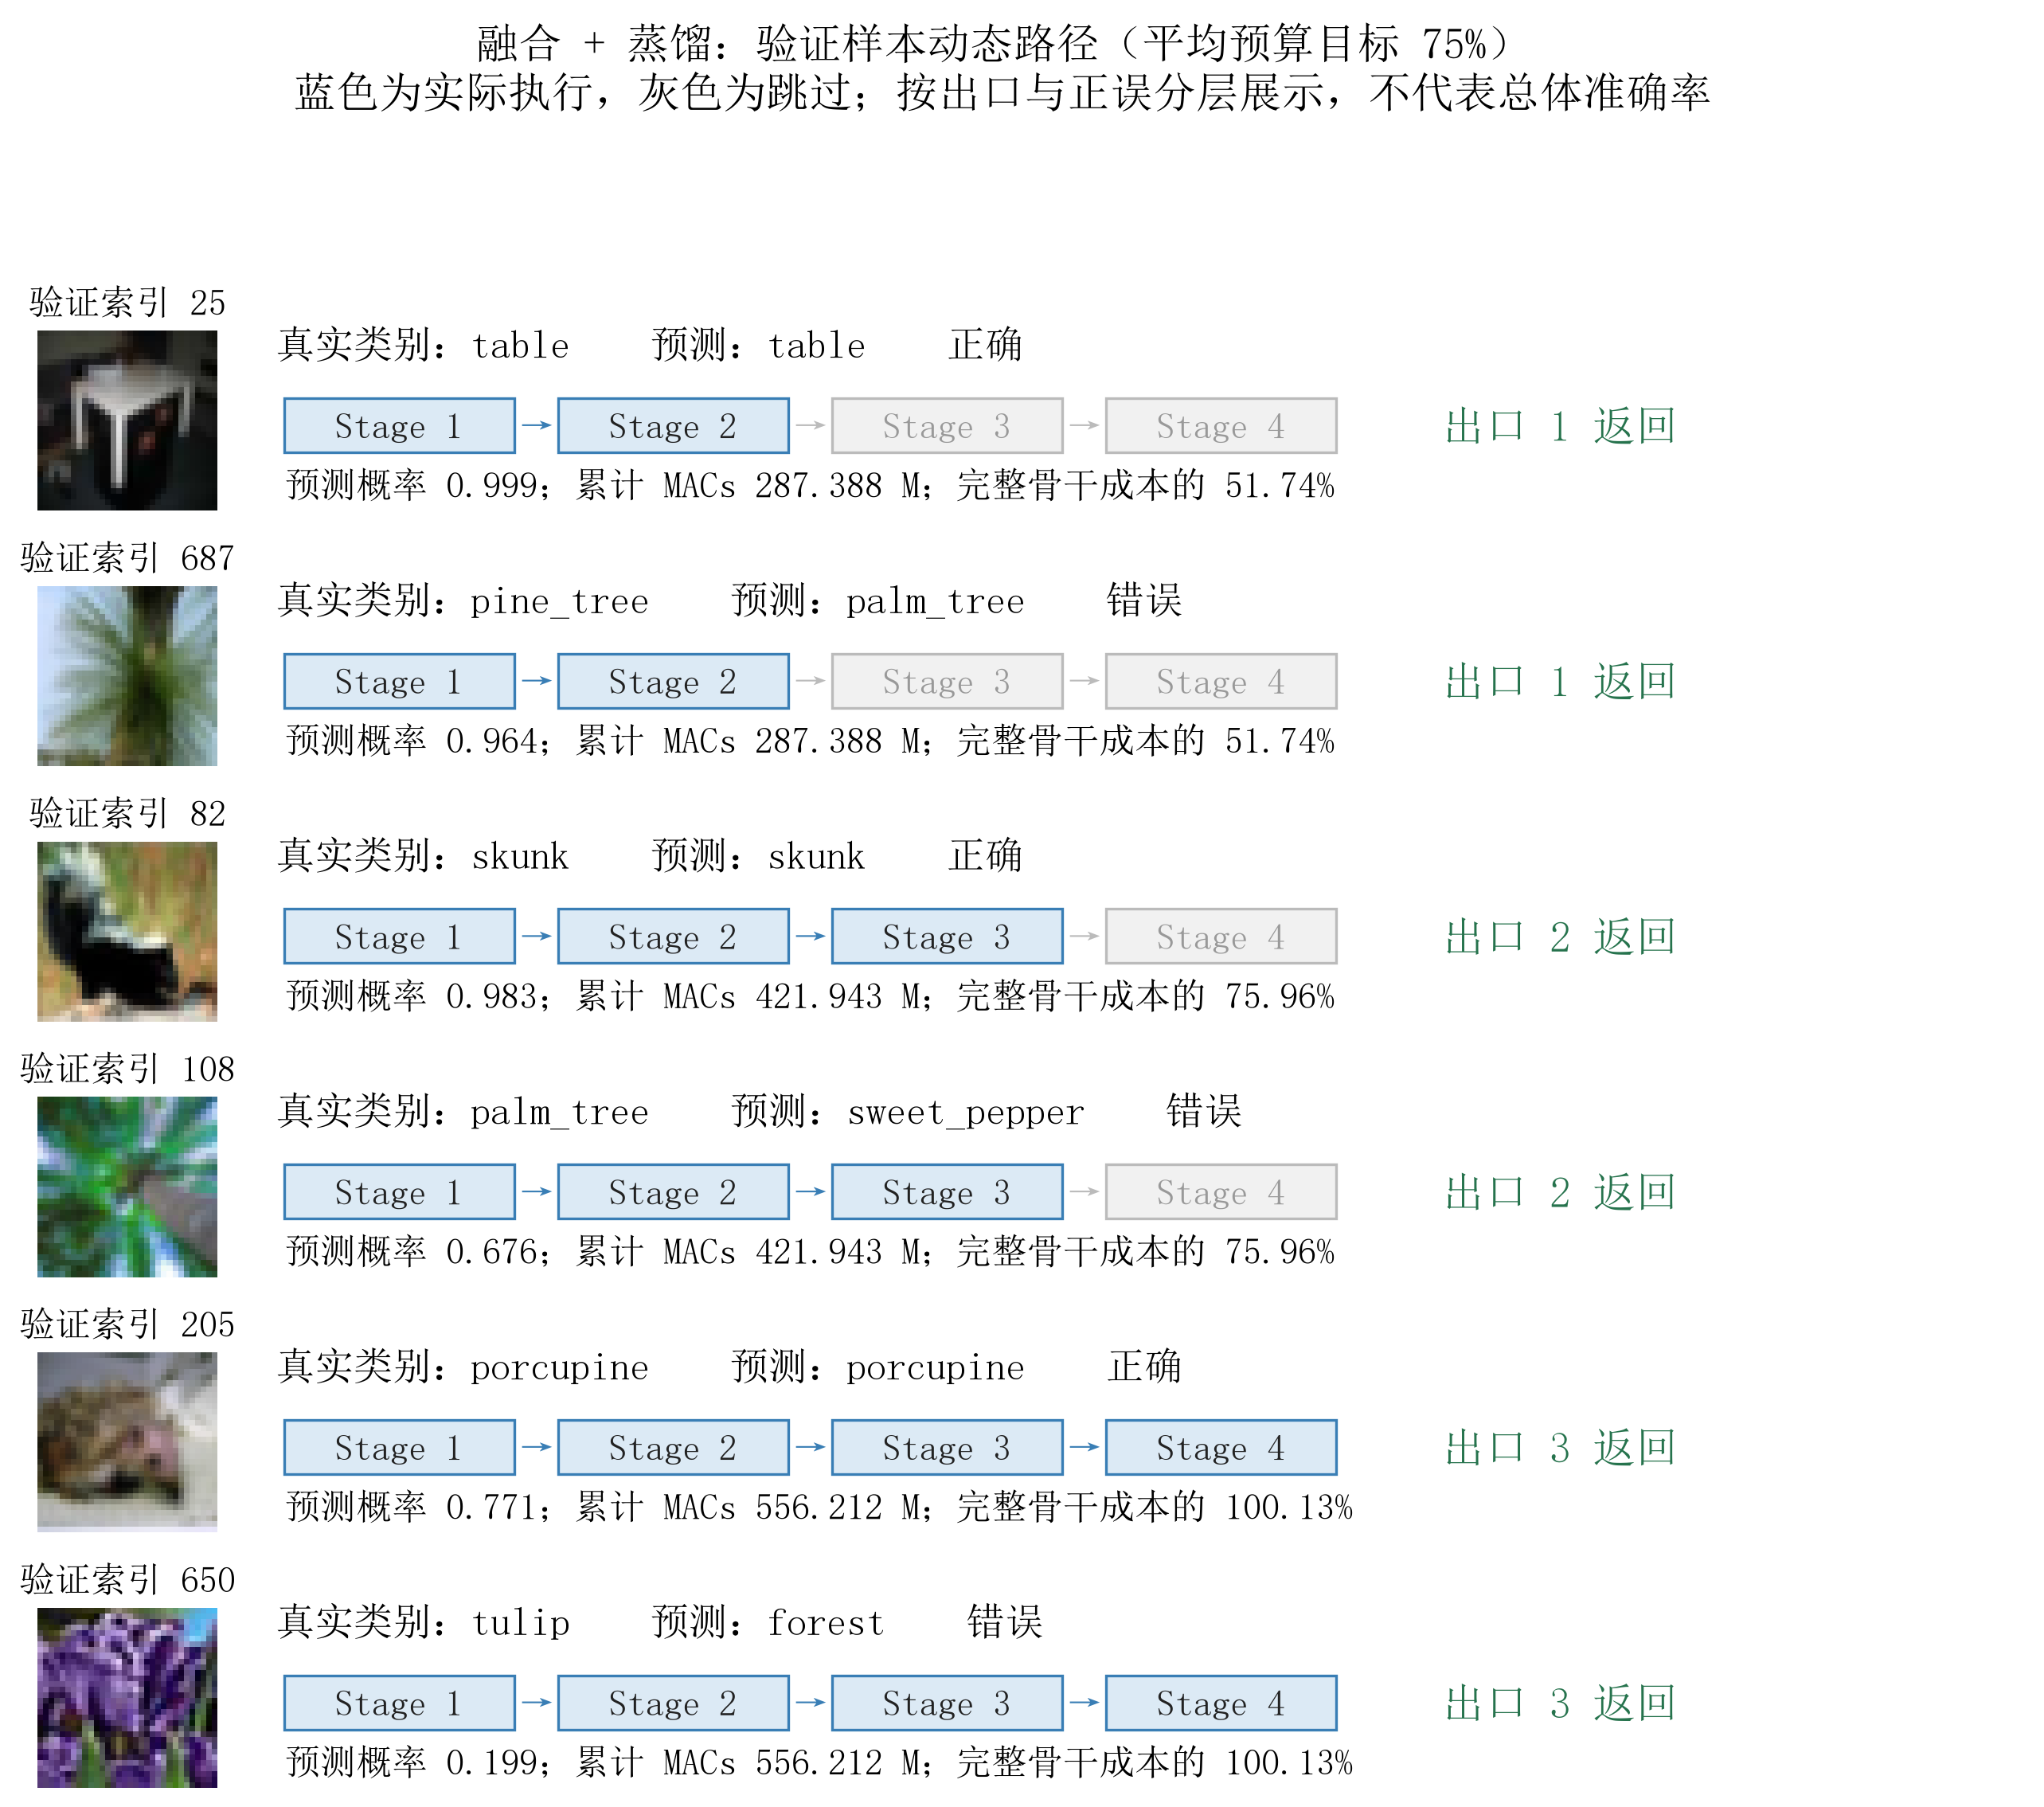 融合 + 蒸馏：验证样本动态路径（平均预算目标 75%）
蓝色为实际执行，灰色为跳过；按出口与正误分层展示，不代表总体准确率
验证索引 25
真实类别：table 预测：table 正确
Stage 1 Stage 2 Stage 3 Stage 4 出口 1 返回
预测概率 0.999；累计 MACs 287.388 M；完整骨干成本的 51.74%
验证索引 687
真实类别：pine_tree 预测：palm_tree 错误
Stage 1 Stage 2 Stage 3 Stage 4 出口 1 返回
预测概率 0.964；累计 MACs 287.388 M；完整骨干成本的 51.74%
验证索引 82
真实类别：skunk 预测：skunk 正确
Stage 1 Stage 2 Stage 3 Stage 4 出口 2 返回
预测概率 0.983；累计 MACs 421.943 M；完整骨干成本的 75.96%
验证索引 108
真实类别：palm_tree 预测：sweet_pepper 错误
Stage 1 Stage 2 Stage 3 Stage 4 出口 2 返回
预测概率 0.676；累计 MACs 421.943 M；完整骨干成本的 75.96%
验证索引 205
真实类别：porcupine 预测：porcupine 正确
Stage 1 Stage 2 Stage 3 Stage 4 出口 3 返回
预测概率 0.771；累计 MACs 556.212 M；完整骨干成本的 100.13%
验证索引 650
真实类别：tulip 预测：forest 错误
Stage 1 Stage 2 Stage 3 Stage 4 出口 3 返回
预测概率 0.199；累计 MACs 556.212 M；完整骨干成本的 100.13%